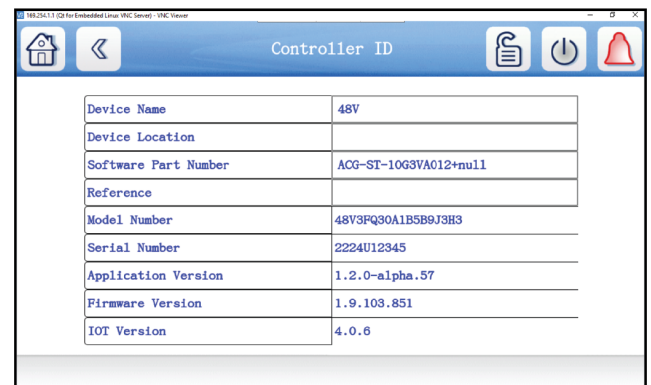 169.254.1.1 (Qt for Embedded Linux VNC Server) - VNC Viewer
Controller ID
Device Name 48V
Device Location
Software Part Number ACG-ST-10G3VA012+null
Reference
Model Number 48V3FQ30A1B5B9J3H3
Serial Number 2224U12345
Application Version 1.2.0-alpha.57
Firmware Version 1.9.103.851
IOT Version 4.0.6